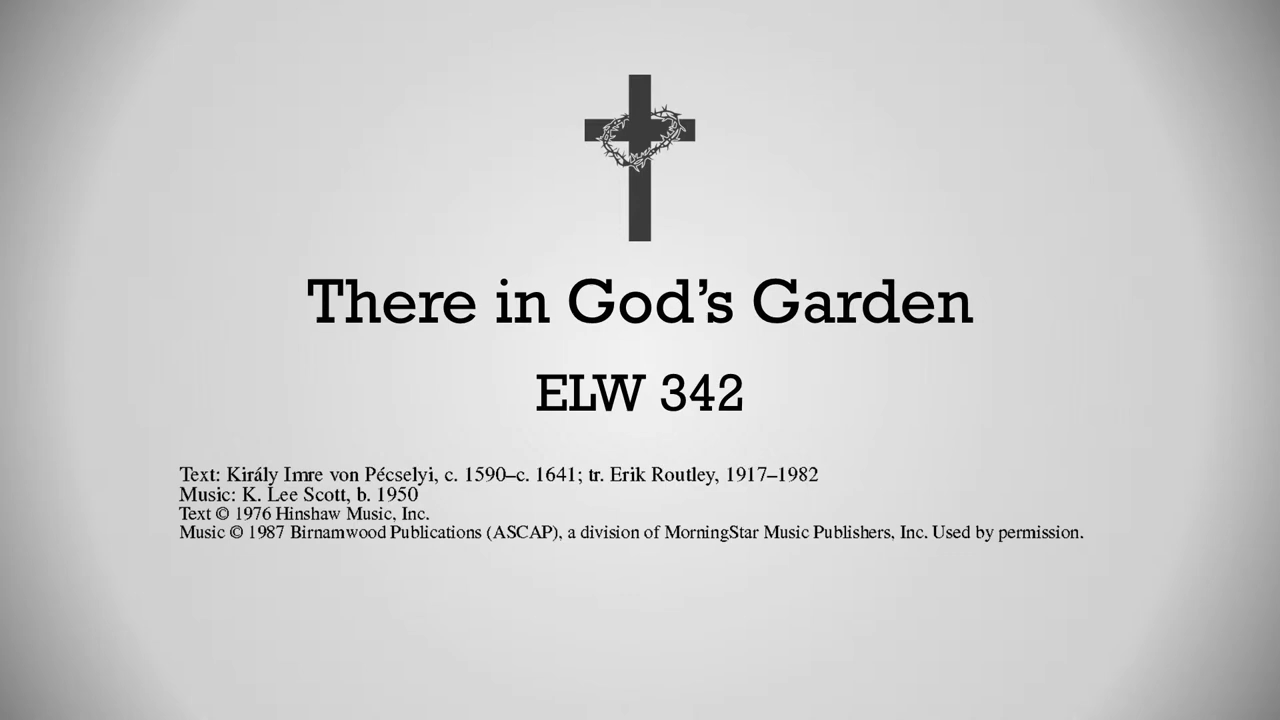 There in God’s Garden
ELW 342
Text: Király Imre von Pécselyi, c. 1590–c. 1641; tr. Erik Routley, 1917–1982
Music: K. Lee Scott, b. 1950
Text © 1976 Hinshaw Music, Inc.
Music © 1987 Birnamwood Publications (ASCAP), a division of MorningStar Music Publishers, Inc. Used by permission.